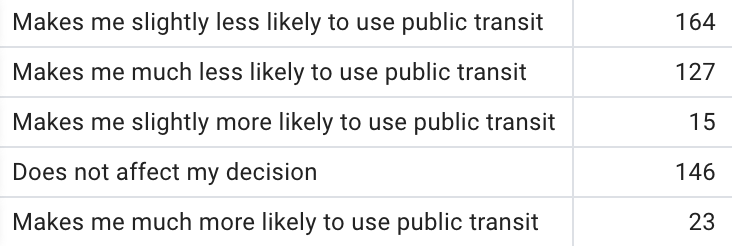 Makes me slightly less likely to use public transit 164
Makes me much less likely to use public transit 127
Makes me slightly more likely to use public transit 15
Does not affect my decision 146
Makes me much more likely to use public transit 23